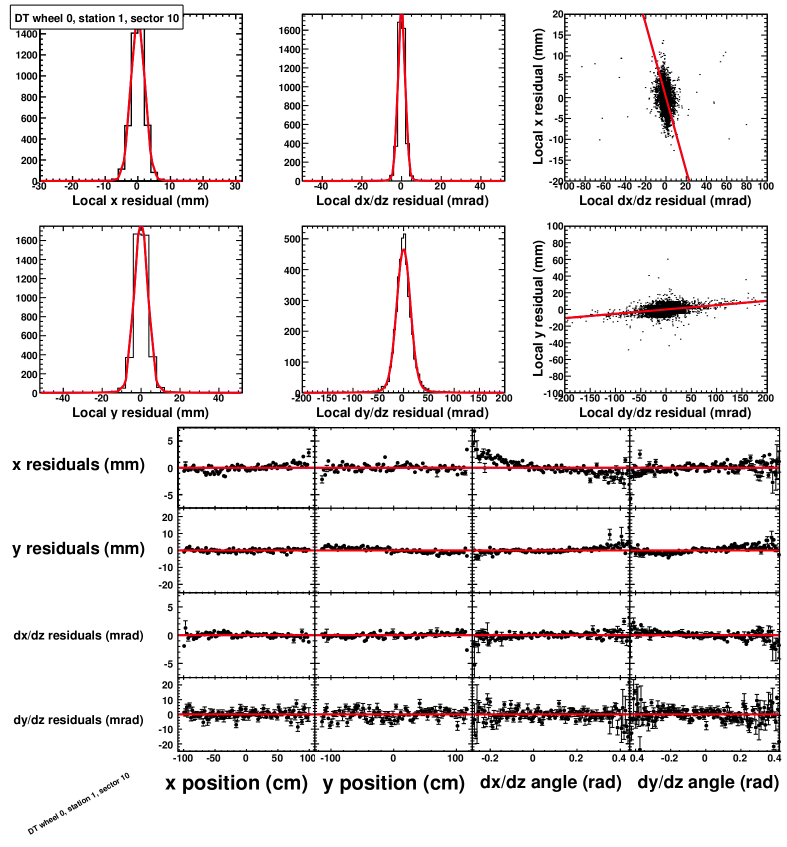 DT wheel 0, station 1, sector 10
1600
1400
1200
1000
800
600
400
200
0
-30 -20 -10 0 10 20 30
Local x residual (mm)
1600
1400
1200
1000
800
600
400
200
0
-40 -20 0 20 40
Local dx/dz residual (mrad)
Local x residual (mm)
20
15
10
5
0
-5
-10
-15
-20
-100 -80 -60 -40 -20 0 20 40 60 80 100
Local dx/dz residual (mrad)
1600
1400
1200
1000
800
600
400
200
0
-40 -20 0 20 40
Local y residual (mm)
500
400
300
200
100
0
-200 -150 -100 -50 0 50 100 150 200
Local dy/dz residual (mrad)
Local y residual (mm)
100
80
60
40
20
0
-20
-40
-60
-80
-100
-200 -150 -100 -50 0 50 100 150 200
Local dy/dz residual (mrad)
x residuals (mm)
5
0
-5
y residuals (mm)
20
10
0
-10
-20
dx/dz residuals (mrad)
5
0
-5
dy/dz residuals (mrad)
20
10
0
-10
-20
-100 -50 0 50 100
-100 0 100
-0.2 0 0.2 0.4
0.4 -0.2 0 0.2 0.4
x position (cm) y position (cm) dx/dz angle (rad) dy/dz angle (rad)
DT wheel 0, station 1, sector 10